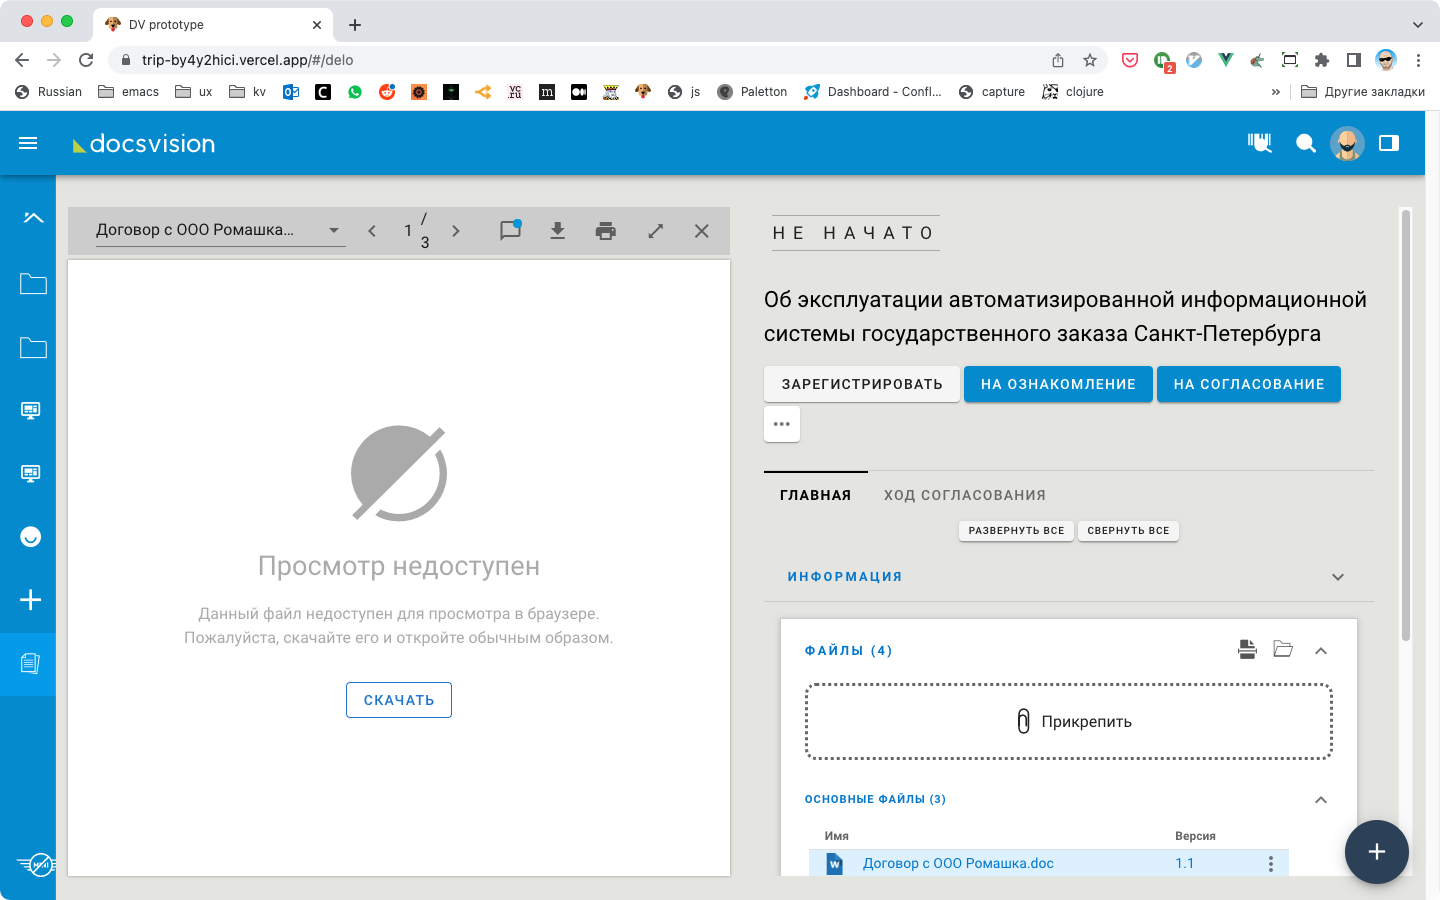 DV prototype
trip-by4y2hici.vercel.app/#/delo
2
Russian
emacs
ux
kv
yc.ru
m
js
Paletton
Dashboard - Confl...
capture
clojure
»
Другие закладки
docsvision
Договор с ООО Ромашка...
1 / 3
НЕ НАЧАТО
Об эксплуатации автоматизированной информационной
системы государственного заказа Санкт-Петербурга
ЗАРЕГИСТРИРОВАТЬ
НА ОЗНАКОМЛЕНИЕ
НА СОГЛАСОВАНИЕ
ГЛАВНАЯ
ХОД СОГЛАСОВАНИЯ
РАЗВЕРНУТЬ ВСЕ
СВЕРНУТЬ ВСЕ
Просмотр недоступен
Данный файл недоступен для просмотра в браузере.
Пожалуйста, скачайте его и откройте обычным образом.
СКАЧАТЬ
ИНФОРМАЦИЯ
ФАЙЛЫ (4)
Прикрепить
ОСНОВНЫЕ ФАЙЛЫ (3)
Имя
Версия
W
Договор с ООО Ромашка.doc
1.1